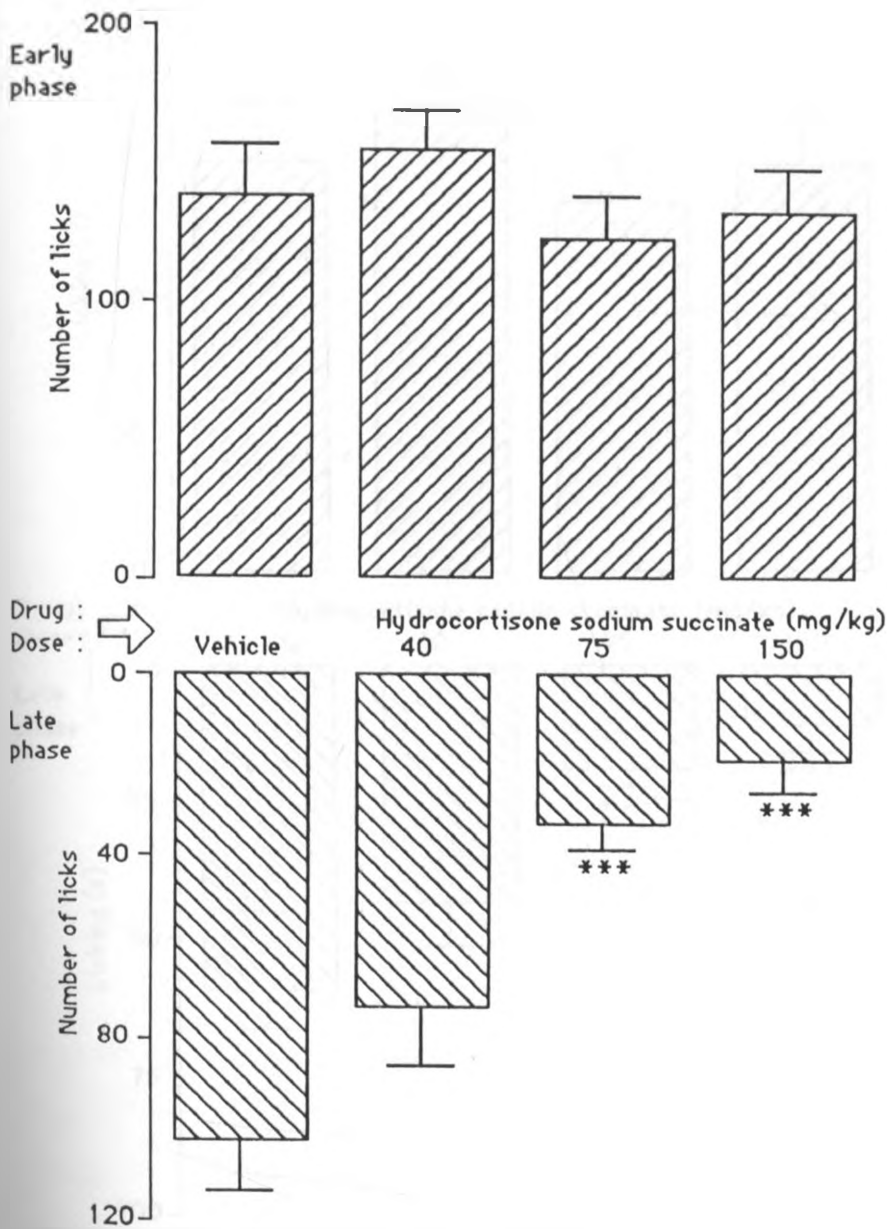 200
Early
phase
Number of licks
100
0
Drug :
Hydrocortisone sodium succinate (mg/kg)
Dose :
Vehicle
40
75
150
0
Late
phase
Number of licks
40
***
***
80
120